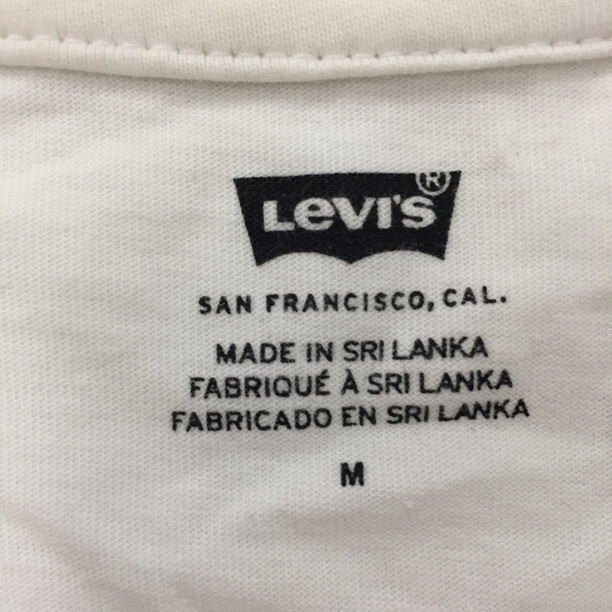 Levi's®
SAN FRANCISCO, CAL.
MADE IN SRI LANKA
FABRIQUÉ À SRI LANKA
FABRICADO EN SRI LANKA
M